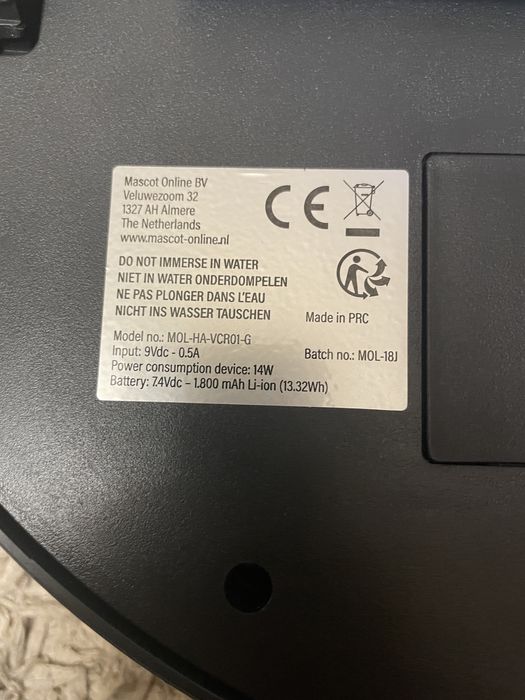 Mascot Online BV
Veluwezoom 32
1327 AH Almere
The Netherlands
www.mascot-online.nl
CE
DO NOT IMMERSE IN WATER
NIET IN WATER ONDERDOMPELEN
NE PAS PLONGER DANS L'EAU
NICHT INS WASSER TAUSCHEN
Made in PRC
Model no.: MOL-HA-VCR01-G
Input: 9Vdc - 0.5A
Batch no.: MOL-18J
Power consumption device: 14W
Battery: 7.4Vdc – 1.800 mAh Li-ion (13.32Wh)